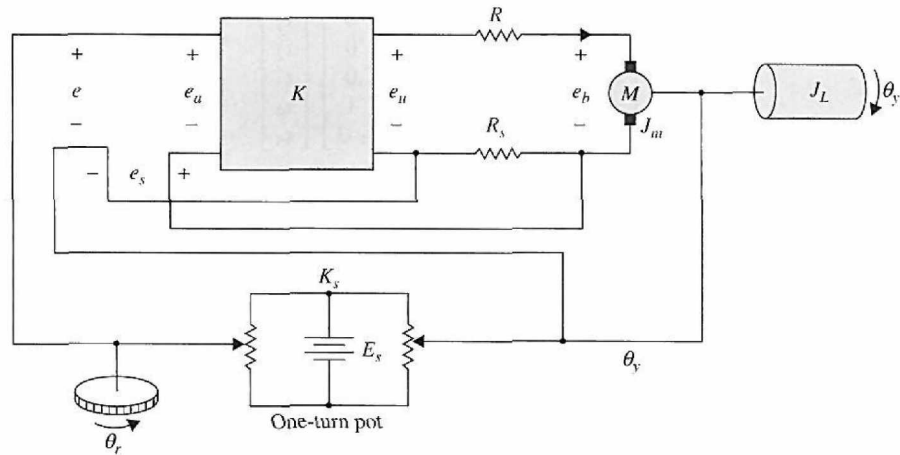 R
+ + + +
e e_a K e_u e_b M J_L θ_y
− − − −
R_s J_m
− e_s +
K_s
E_s
θ_y
One-turn pot
θ_r